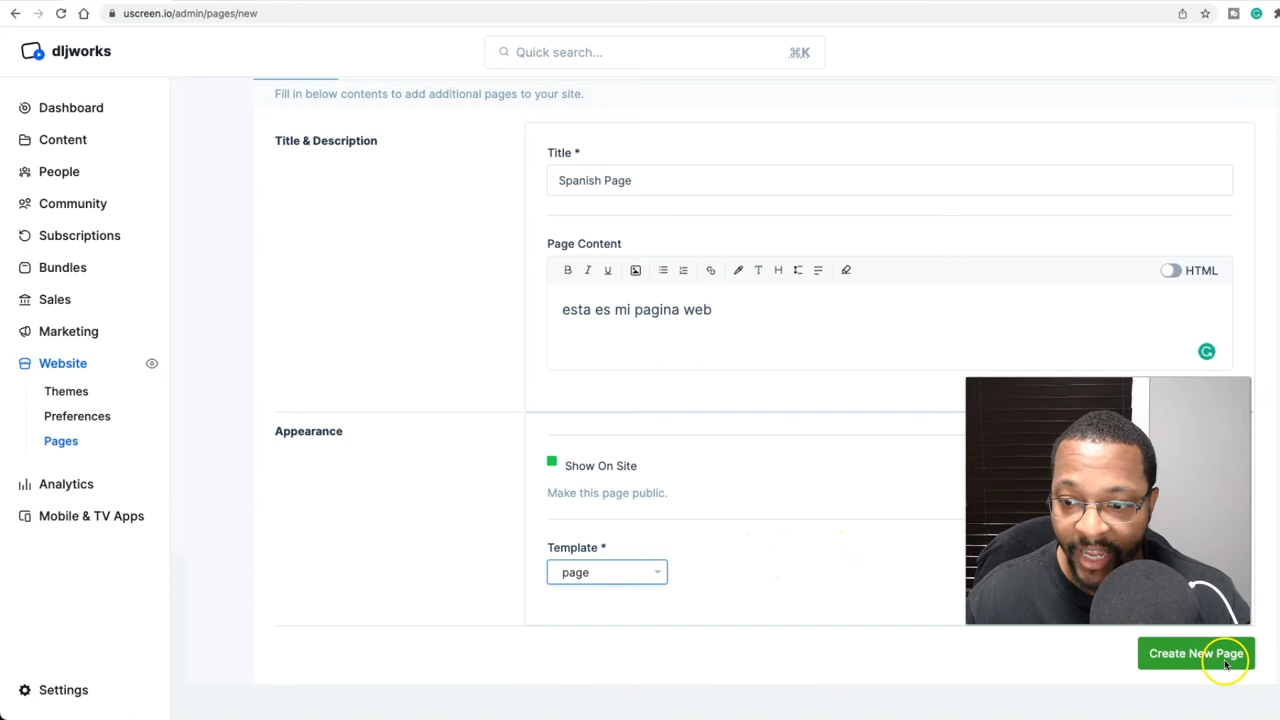 uscreen.io/admin/pages/new
dljworks
Quick search...
⌘K
Dashboard
Content
People
Community
Subscriptions
Bundles
Sales
Marketing
Website
Themes
Preferences
Pages
Analytics
Mobile & TV Apps
Settings
Fill in below contents to add additional pages to your site.
Title & Description
Title *
Spanish Page
Page Content
B I U
T H
HTML
esta es mi pagina web
Appearance
Show On Site
Make this page public.
Template *
page
Create New Page